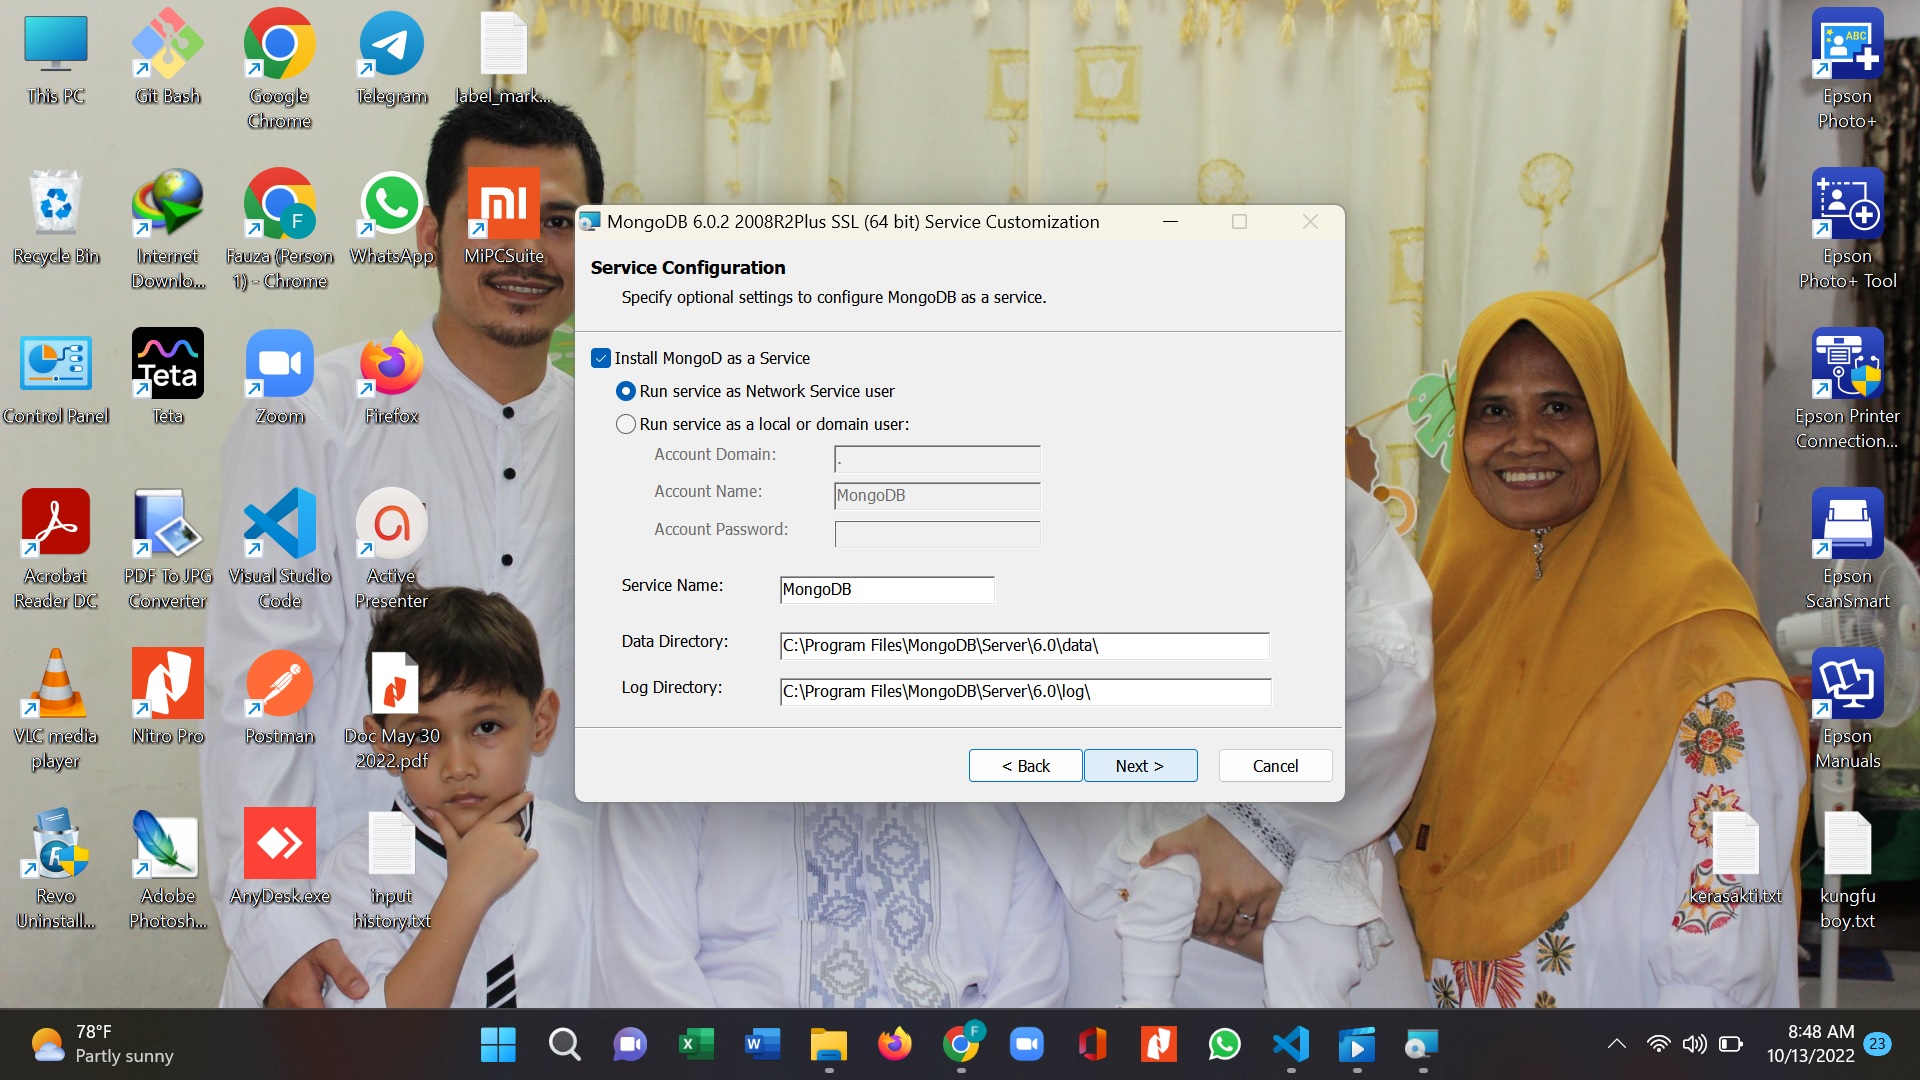 This PC
Git Bash
Google
Chrome
Telegram
label_mark...
ABC
Epson
Photo+
Recycle Bin
Internet
Downlo...
F
Fauza (Person
1) - Chrome
WhatsApp
MiPCSuite
Epson
Photo+ Tool
Control Panel
Teta
Teta
Zoom
Firefox
Epson Printer
Connection...
Acrobat
Reader DC
PDF To JPG
Converter
Visual Studio
Code
Active
Presenter
Epson
ScanSmart
VLC media
player
Nitro Pro
Postman
Doc May 30
2022.pdf
Epson
Manuals
Revo
Uninstall...
Adobe
Photosh...
AnyDesk.exe
input
history.txt
kerasakti.txt
kungfu
boy.txt
MongoDB 6.0.2 2008R2Plus SSL (64 bit) Service Customization
Service Configuration
Specify optional settings to configure MongoDB as a service.
Install MongoD as a Service
Run service as Network Service user
Run service as a local or domain user:
Account Domain: .
Account Name: MongoDB
Account Password:
Service Name: MongoDB
Data Directory: C:\Program Files\MongoDB\Server\6.0\data\
Log Directory: C:\Program Files\MongoDB\Server\6.0\log\
< Back
Next >
Cancel
78°F
Partly sunny
F
8:48 AM
10/13/2022
23